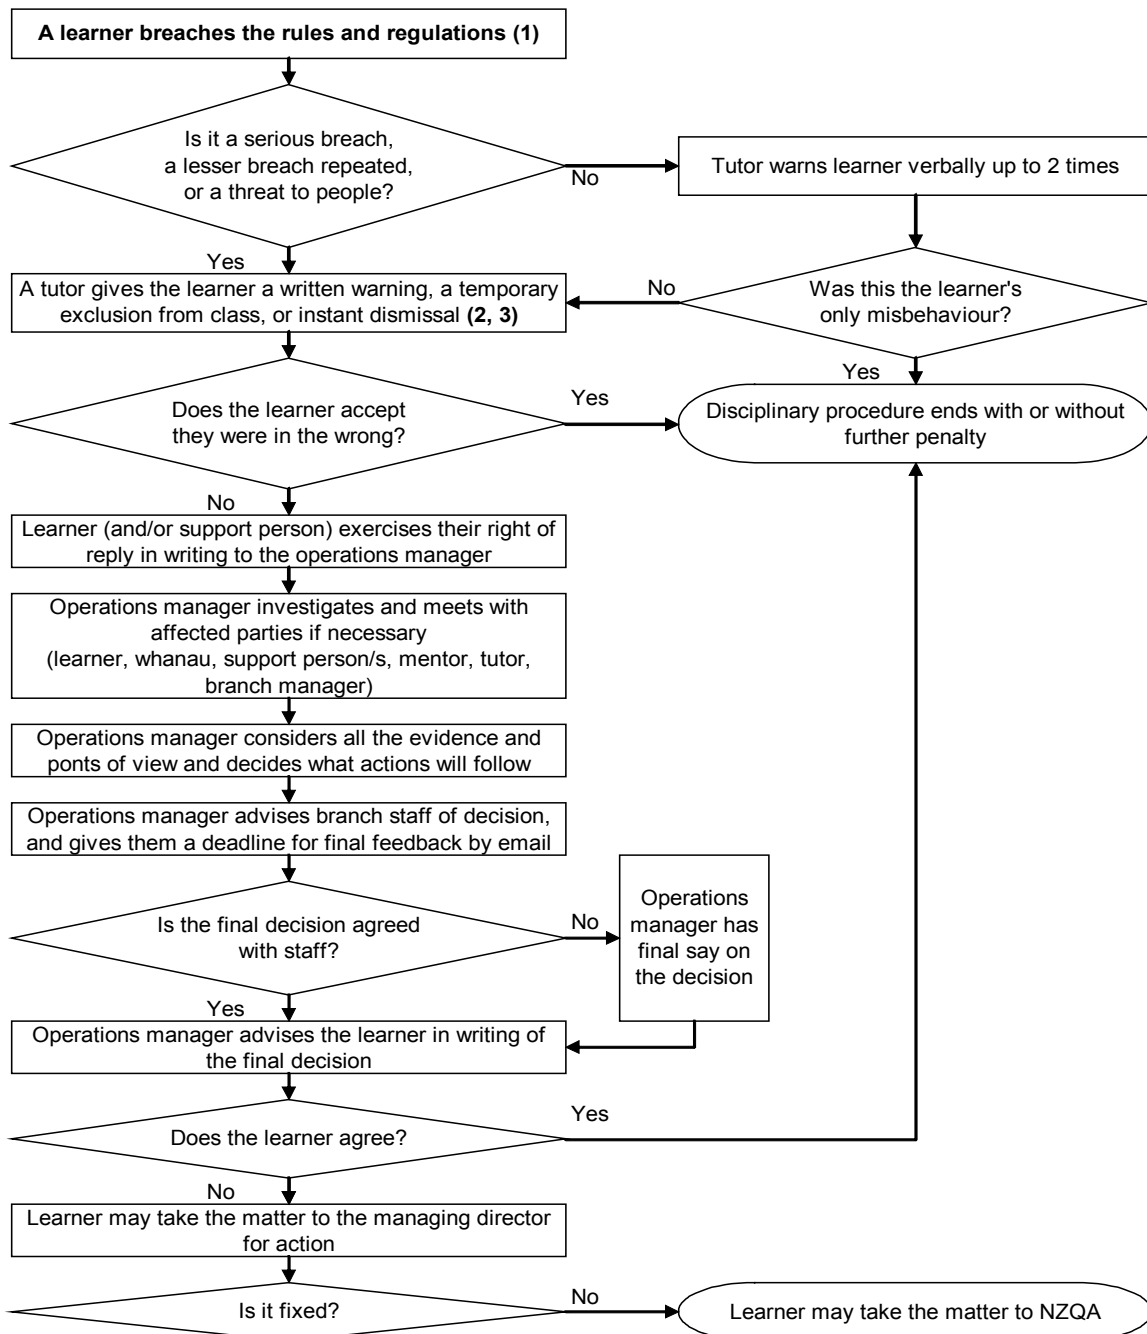 A learner breaches the rules and regulations (1)
Is it a serious breach,
a lesser breach repeated,
or a threat to people?
No
Tutor warns learner verbally up to 2 times
Yes
A tutor gives the learner a written warning, a temporary
exclusion from class, or instant dismissal (2, 3)
No
Was this the learner's
only misbehaviour?
Yes
Does the learner accept
they were in the wrong?
Yes
Disciplinary procedure ends with or without
further penalty
No
Learner (and/or support person) exercises their right of
reply in writing to the operations manager
Operations manager investigates and meets with
affected parties if necessary
(learner, whanau, support person/s, mentor, tutor,
branch manager)
Operations manager considers all the evidence and
ponts of view and decides what actions will follow
Operations manager advises branch staff of decision,
and gives them a deadline for final feedback by email
Is the final decision agreed
with staff?
No
Operations
manager has
final say on
the decision
Yes
Operations manager advises the learner in writing of
the final decision
Does the learner agree?
Yes
No
Learner may take the matter to the managing director
for action
Is it fixed?
No
Learner may take the matter to NZQA